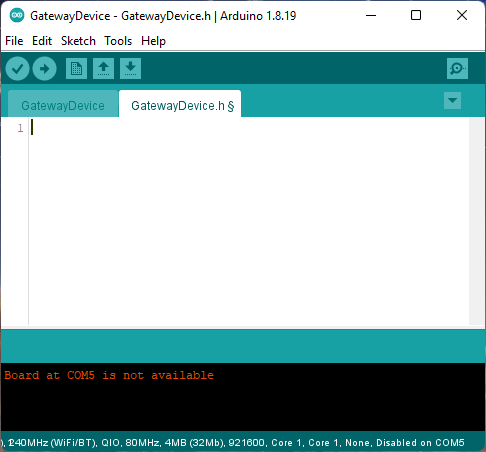 GatewayDevice - GatewayDevice.h | Arduino 1.8.19
File Edit Sketch Tools Help
GatewayDevice GatewayDevice.h §
1
Board at COM5 is not available
), 240MHz (WiFi/BT), QIO, 80MHz, 4MB (32Mb), 921600, Core 1, Core 1, None, Disabled on COM5